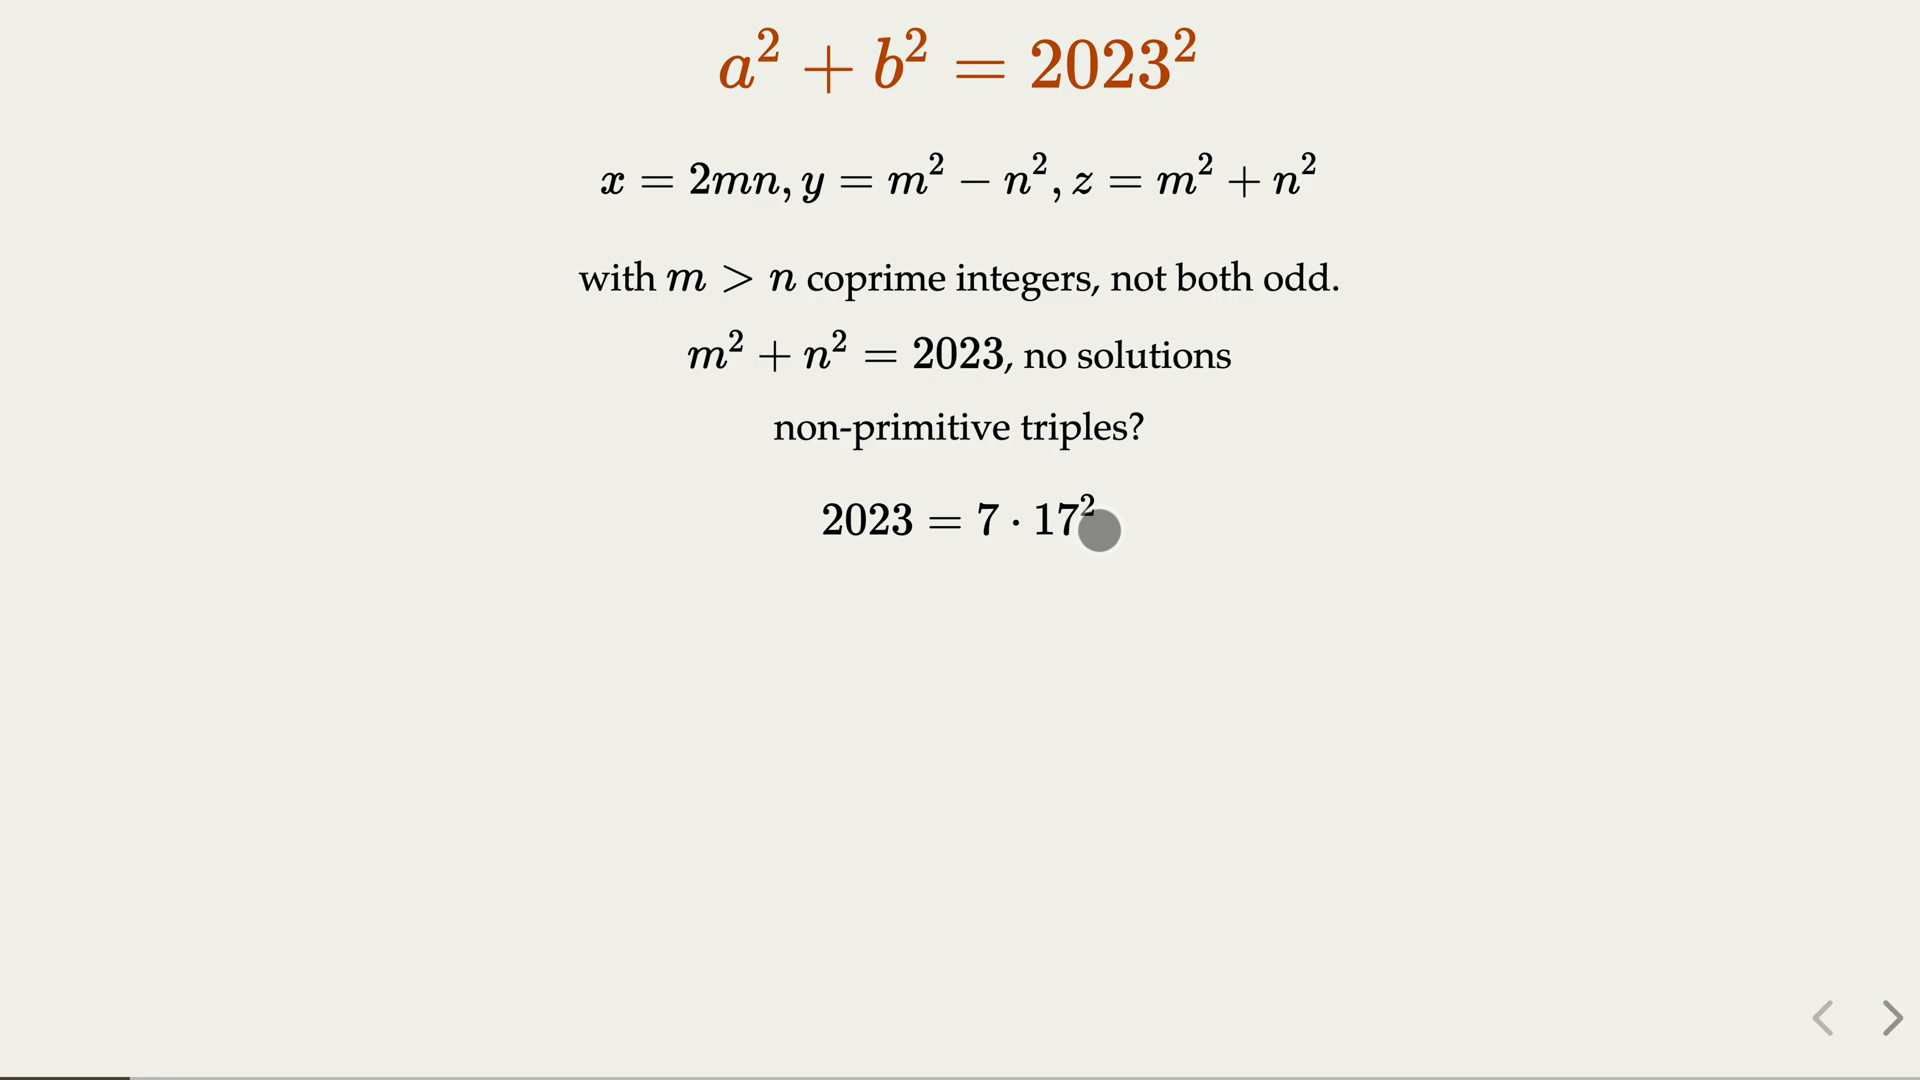 a² + b² = 2023²
x = 2mn, y = m² − n², z = m² + n²
with m > n coprime integers, not both odd.
m² + n² = 2023, no solutions
non-primitive triples?
2023 = 7 · 17²